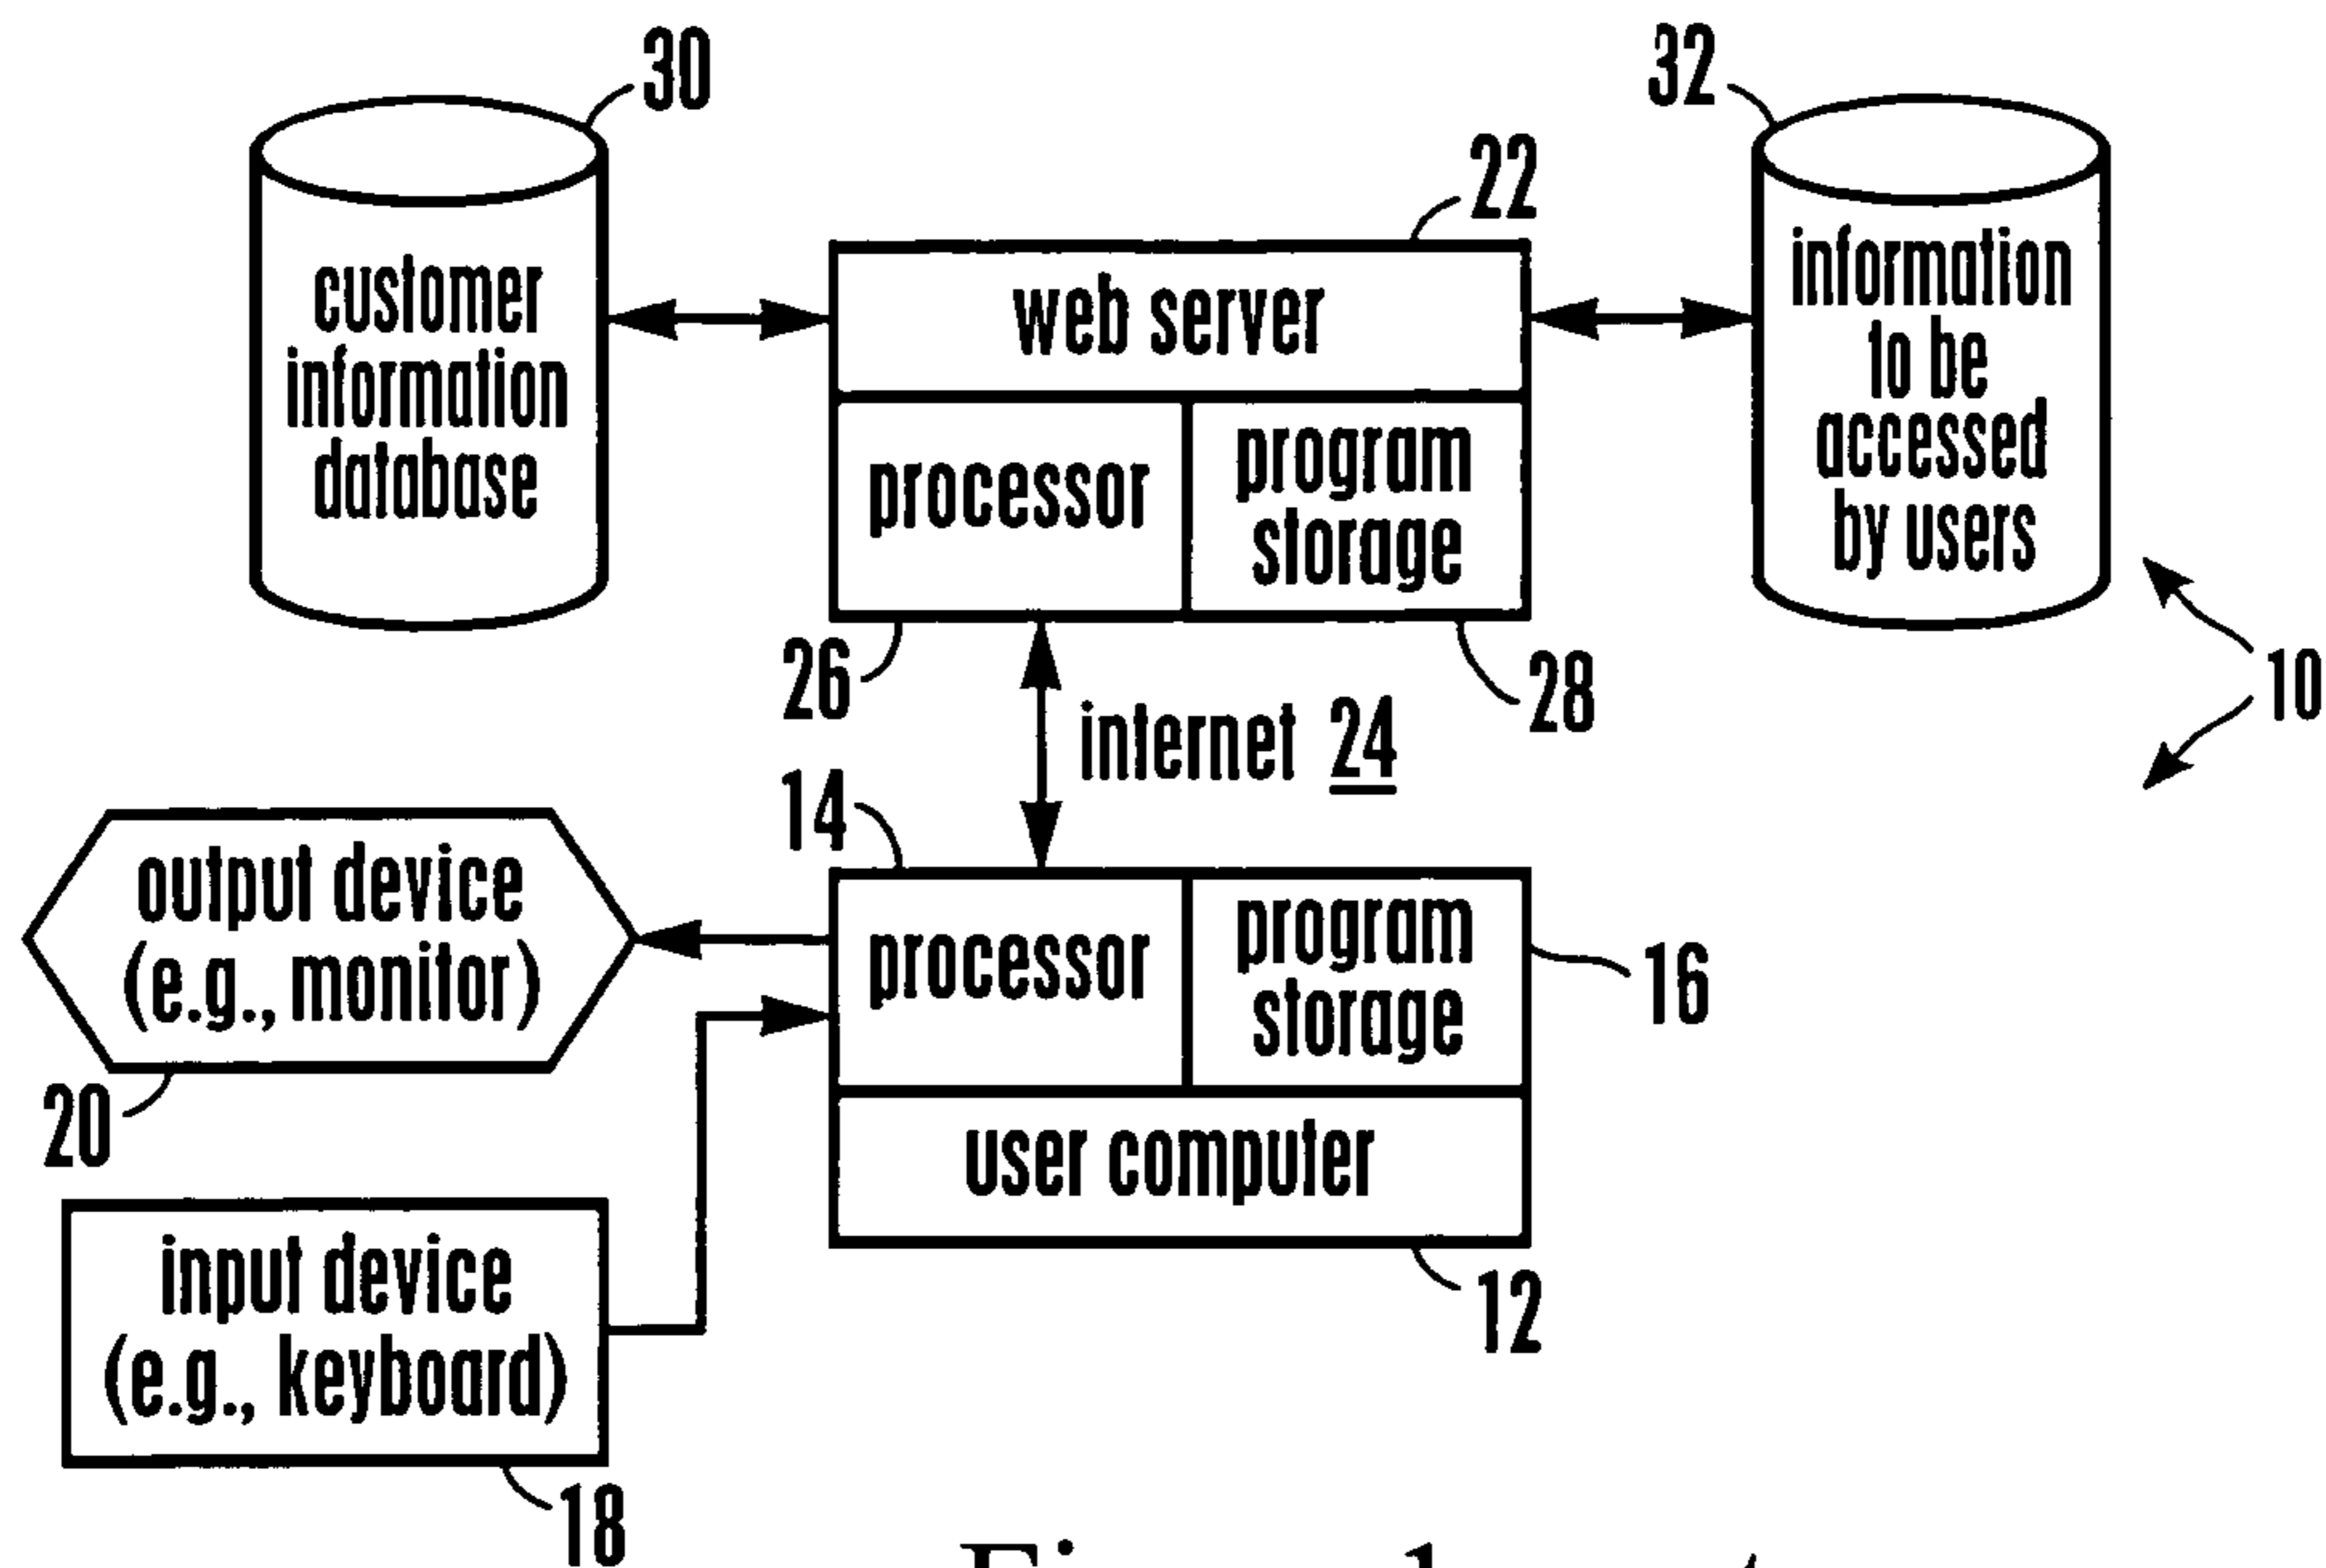 30
32
22
customer
information
database
web server
information
to be
accessed
by users
processor
program
storage
26
28
10
internet 24
14
output device
(e.g., monitor)
processor
program
storage
16
20
user computer
input device
(e.g., keyboard)
12
18